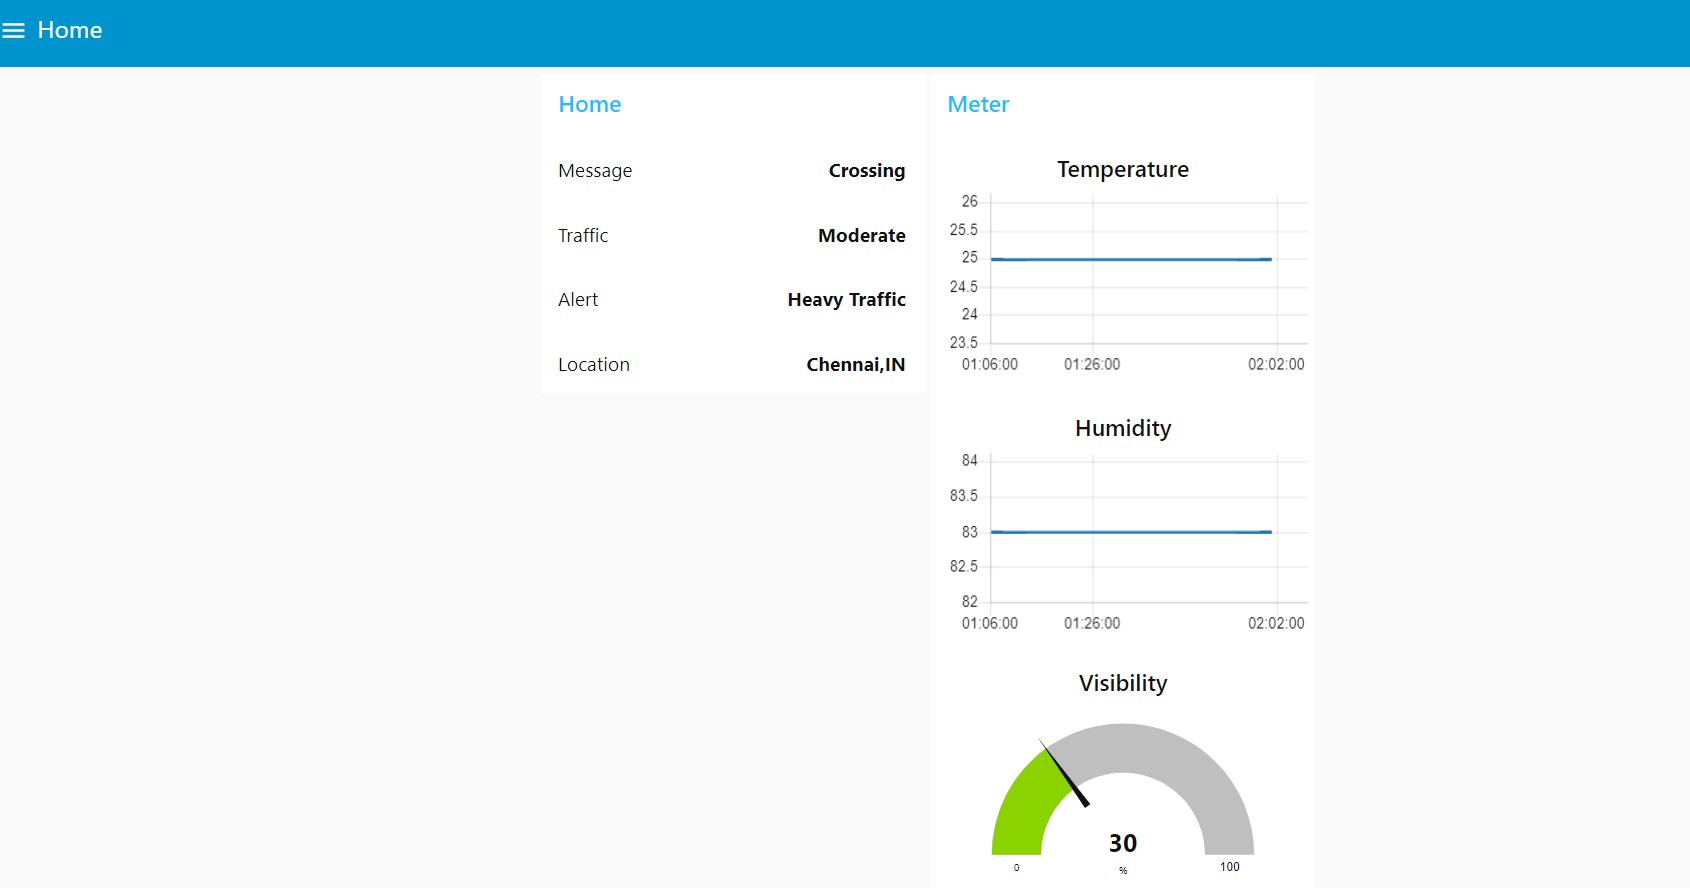 Home
Home
Message Crossing
Traffic Moderate
Alert Heavy Traffic
Location Chennai,IN
Meter
Temperature
26
25.5
25
24.5
24
23.5
01:06:00 01:26:00 02:02:00
Humidity
84
83.5
83
82.5
82
01:06:00 01:26:00 02:02:00
Visibility
30
0 % 100